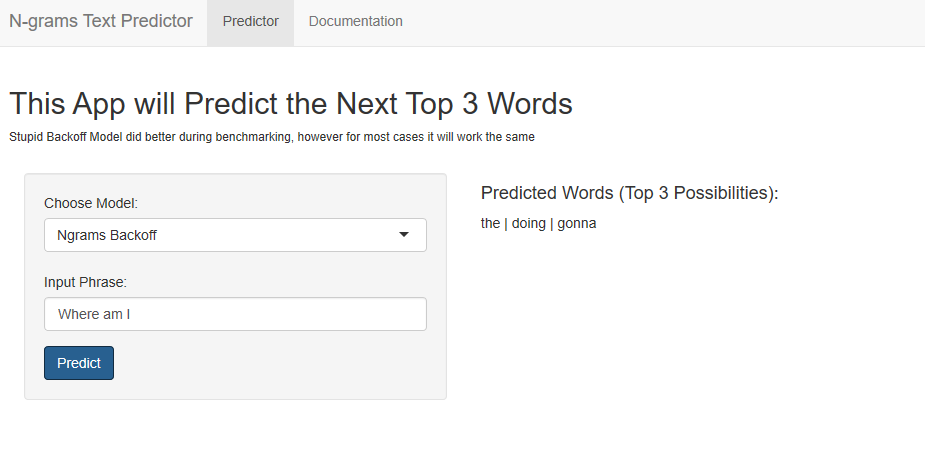 N-grams Text Predictor
Predictor
Documentation
This App will Predict the Next Top 3 Words
Stupid Backoff Model did better during benchmarking, however for most cases it will work the same
Choose Model:
Ngrams Backoff
Input Phrase:
Where am I
Predict
Predicted Words (Top 3 Possibilities):
the | doing | gonna